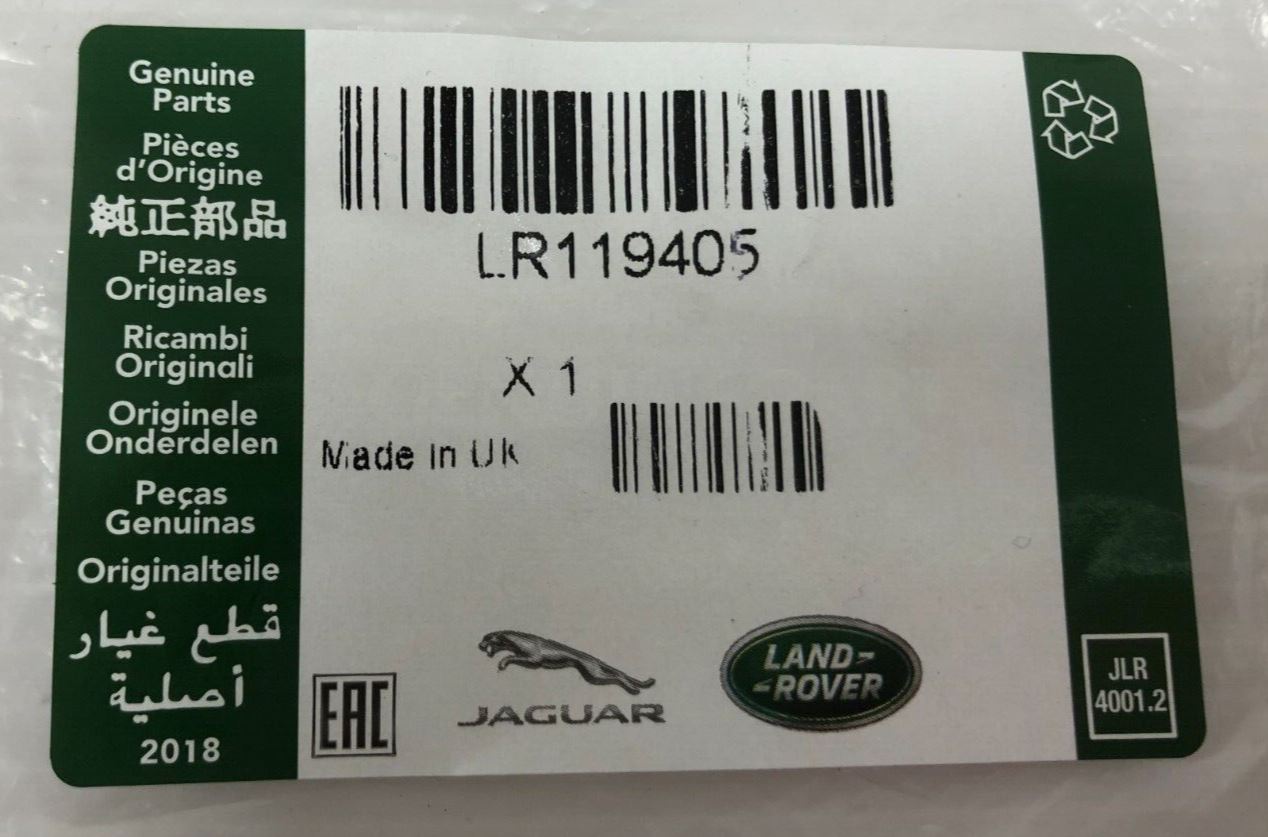 Genuine
Parts
Pièces
d'Origine
純正部品
Piezas
Originales
Ricambi
Originali
Originele
Onderdelen
Peças
Genuinas
Originalteile
قطع غيار
أصلية
2018
LR119405
X 1
Made in UK
EAC
JAGUAR
LAND-
-ROVER
JLR
4001.2